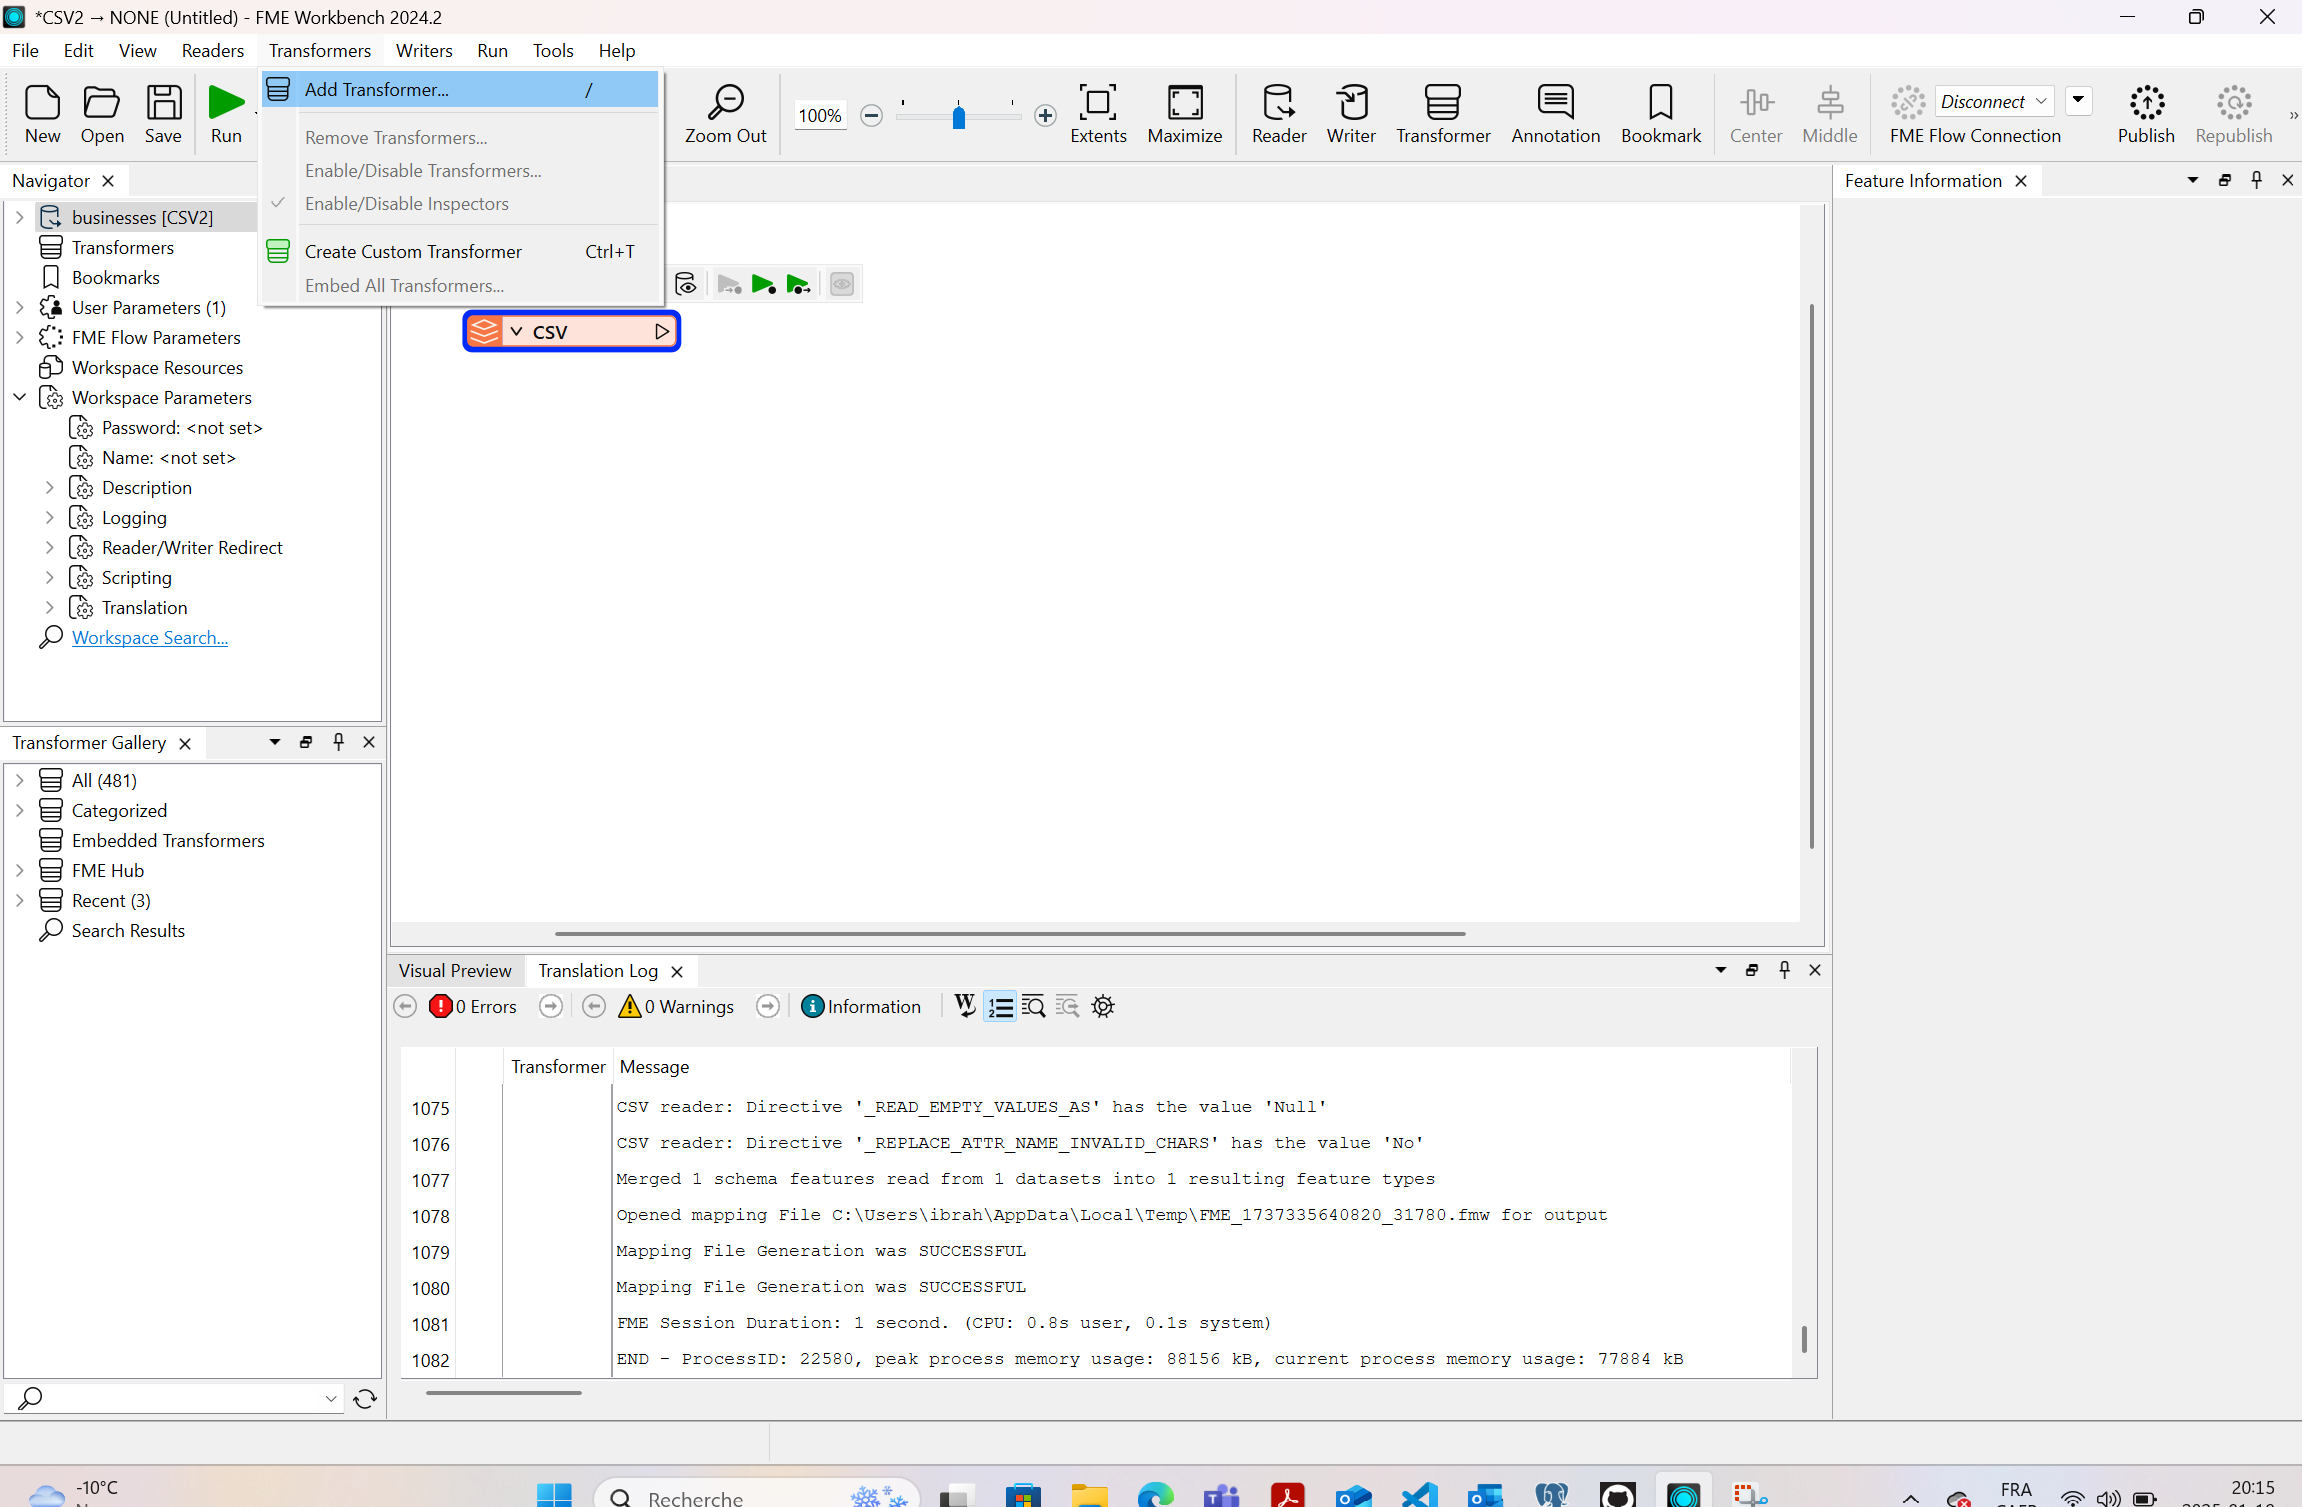 *CSV2 → NONE (Untitled) - FME Workbench 2024.2
File Edit View Readers Transformers Writers Run Tools Help
New Open Save Run
Add Transformer... /
Remove Transformers...
Enable/Disable Transformers...
Enable/Disable Inspectors
Create Custom Transformer Ctrl+T
Embed All Transformers...
Zoom Out 100% Extents Maximize Reader Writer Transformer Annotation Bookmark Center Middle
Disconnect
FME Flow Connection
Publish Republish »
Navigator
businesses [CSV2]
Transformers
Bookmarks
User Parameters (1)
FME Flow Parameters
Workspace Resources
Workspace Parameters
Password: <not set>
Name: <not set>
Description
Logging
Reader/Writer Redirect
Scripting
Translation
Workspace Search...
CSV
Feature Information
Transformer Gallery
All (481)
Categorized
Embedded Transformers
FME Hub
Recent (3)
Search Results
Visual Preview Translation Log
0 Errors 0 Warnings Information
Transformer Message
1075 CSV reader: Directive '_READ_EMPTY_VALUES_AS' has the value 'Null'
1076 CSV reader: Directive '_REPLACE_ATTR_NAME_INVALID_CHARS' has the value 'No'
1077 Merged 1 schema features read from 1 datasets into 1 resulting feature types
1078 Opened mapping File C:\Users\ibrah\AppData\Local\Temp\FME_1737335640820_31780.fmw for output
1079 Mapping File Generation was SUCCESSFUL
1080 Mapping File Generation was SUCCESSFUL
1081 FME Session Duration: 1 second. (CPU: 0.8s user, 0.1s system)
1082 END - ProcessID: 22580, peak process memory usage: 88156 kB, current process memory usage: 77884 kB
-10°C
Recherche
FRA
20:15